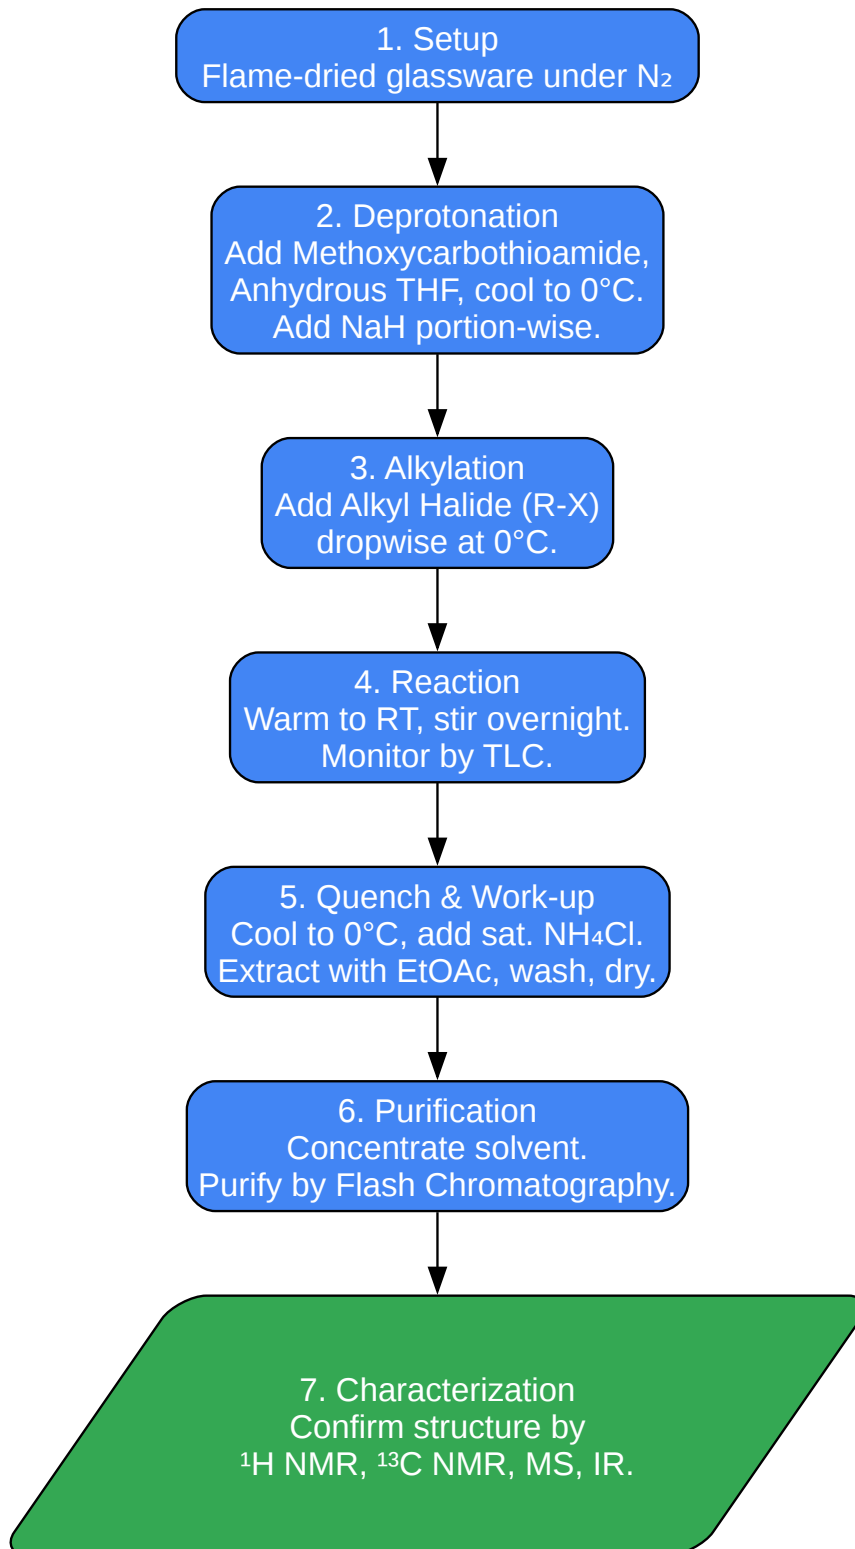 1. Setup
Flame-dried glassware under N₂
2. Deprotonation
Add Methoxycarbothioamide,
Anhydrous THF, cool to 0°C.
Add NaH portion-wise.
3. Alkylation
Add Alkyl Halide (R-X)
dropwise at 0°C.
4. Reaction
Warm to RT, stir overnight.
Monitor by TLC.
5. Quench & Work-up
Cool to 0°C, add sat. NH₄Cl.
Extract with EtOAc, wash, dry.
6. Purification
Concentrate solvent.
Purify by Flash Chromatography.
7. Characterization
Confirm structure by
¹H NMR, ¹³C NMR, MS, IR.